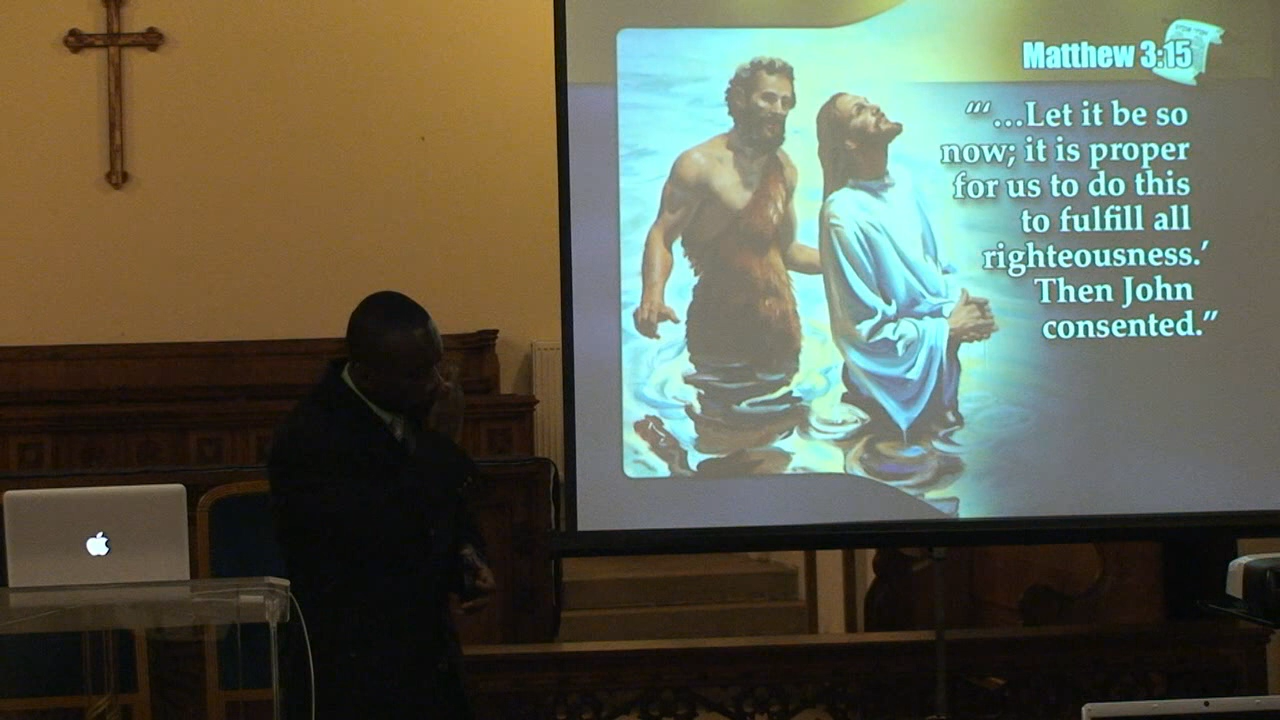 Matthew 3:15
“‘…Let it be so
now; it is proper
for us to do this
to fulfill all
righteousness.’
Then John
consented.”